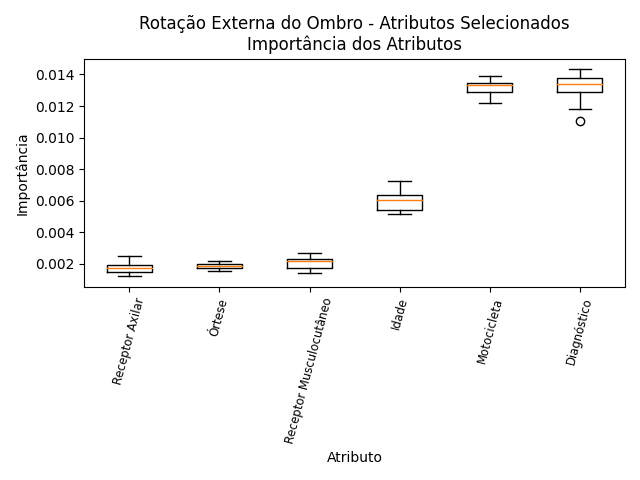 Rotação Externa do Ombro - Atributos Selecionados
Importância dos Atributos
0.014
0.012
0.010
0.008
0.006
0.004
0.002
Importância
Receptor Axilar
Órtese
Receptor Musculocutâneo
Idade
Motocicleta
Diagnóstico
Atributo